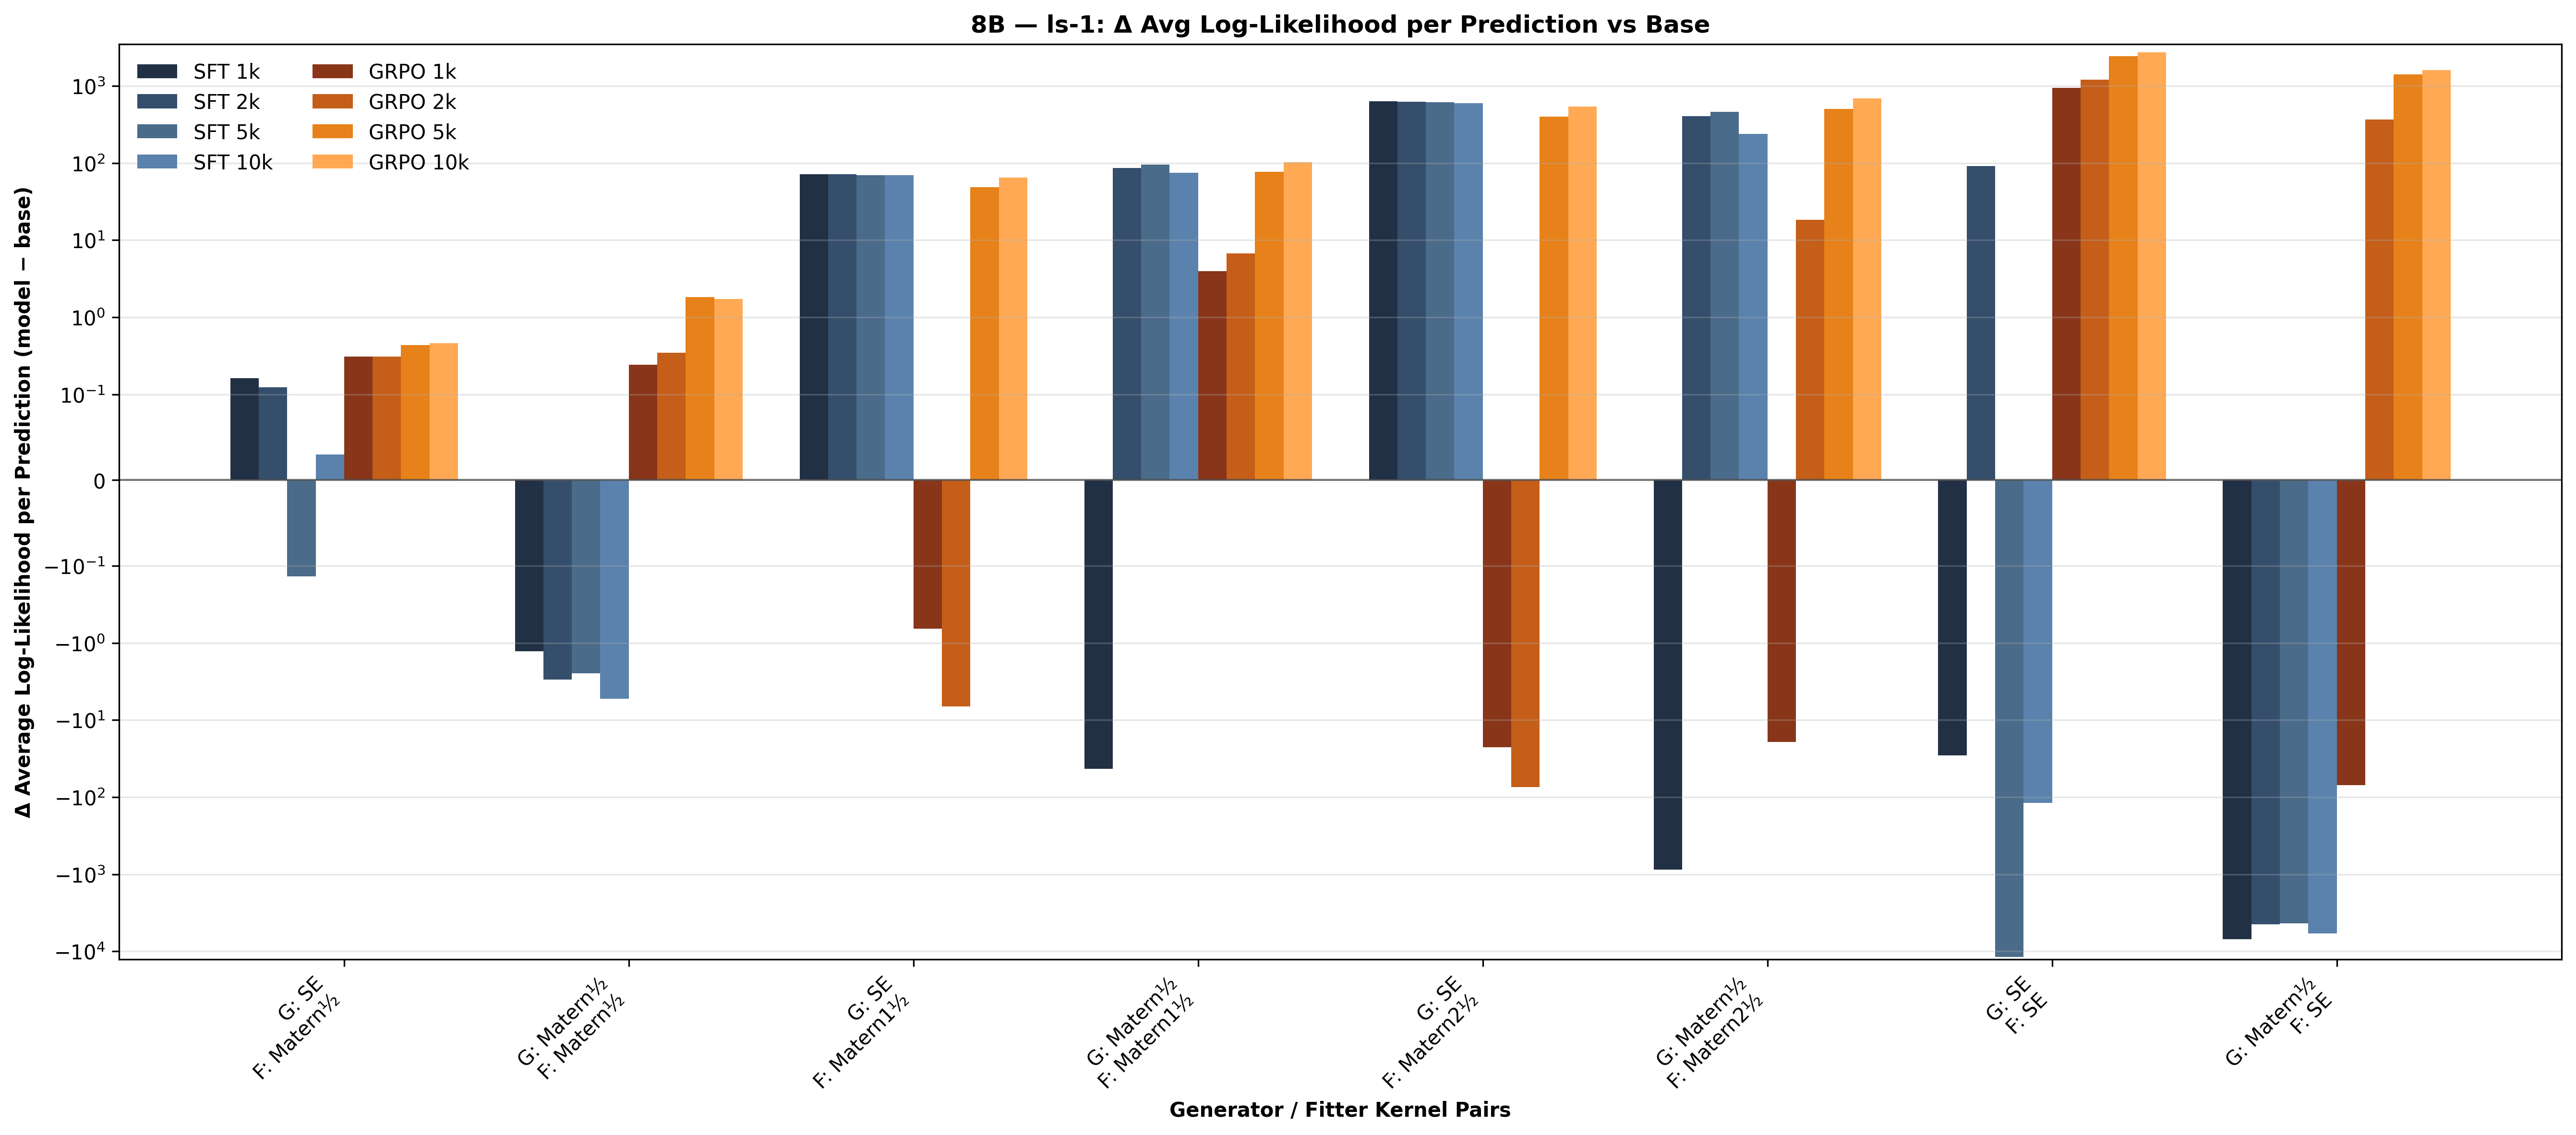 8B — ls-1: Δ Avg Log-Likelihood per Prediction vs Base
SFT 1k
SFT 2k
SFT 5k
SFT 10k
GRPO 1k
GRPO 2k
GRPO 5k
GRPO 10k
Δ Average Log-Likelihood per Prediction (model − base)
10³
10²
10¹
10⁰
10⁻¹
0
−10⁻¹
−10⁰
−10¹
−10²
−10³
−10⁴
G: SE
F: Matern½
G: Matern½
F: Matern½
G: SE
F: Matern1½
G: Matern½
F: Matern1½
G: SE
F: Matern2½
G: Matern½
F: Matern2½
G: SE
F: SE
G: Matern½
F: SE
Generator / Fitter Kernel Pairs